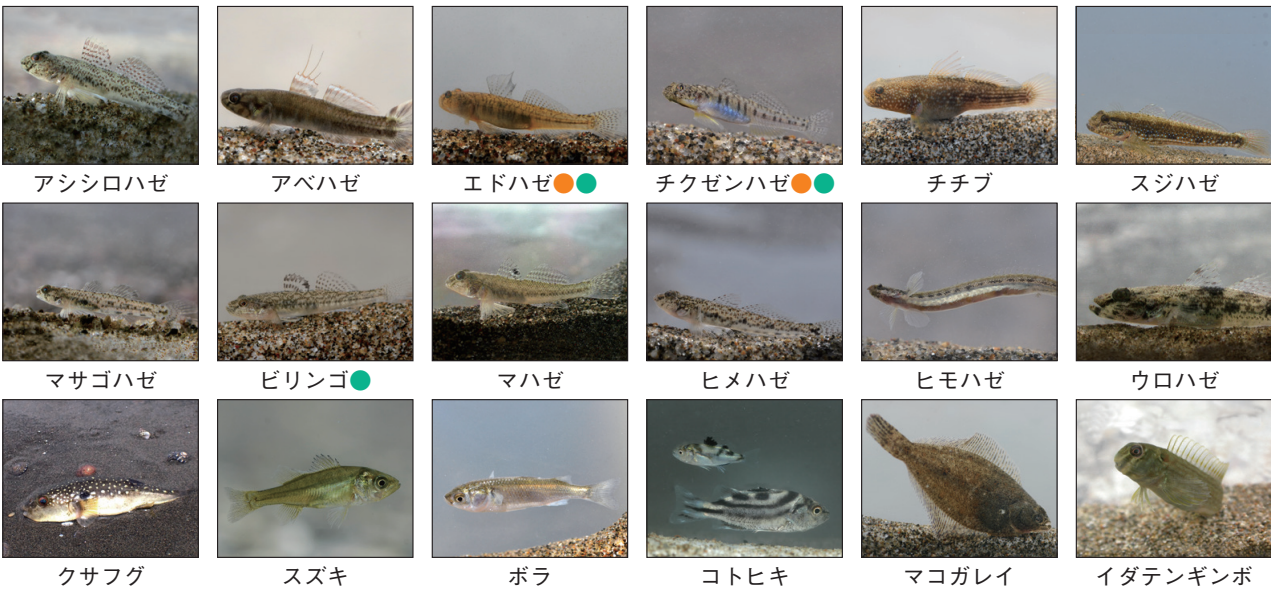 アシシロハゼ
アベハゼ
エドハゼ
チクゼンハゼ
チチブ
スジハゼ
マサゴハゼ
ビリンゴ
マハゼ
ヒメハゼ
ヒモハゼ
ウロハゼ
クサフグ
スズキ
ボラ
コトヒキ
マコガレイ
イダテンギンポ